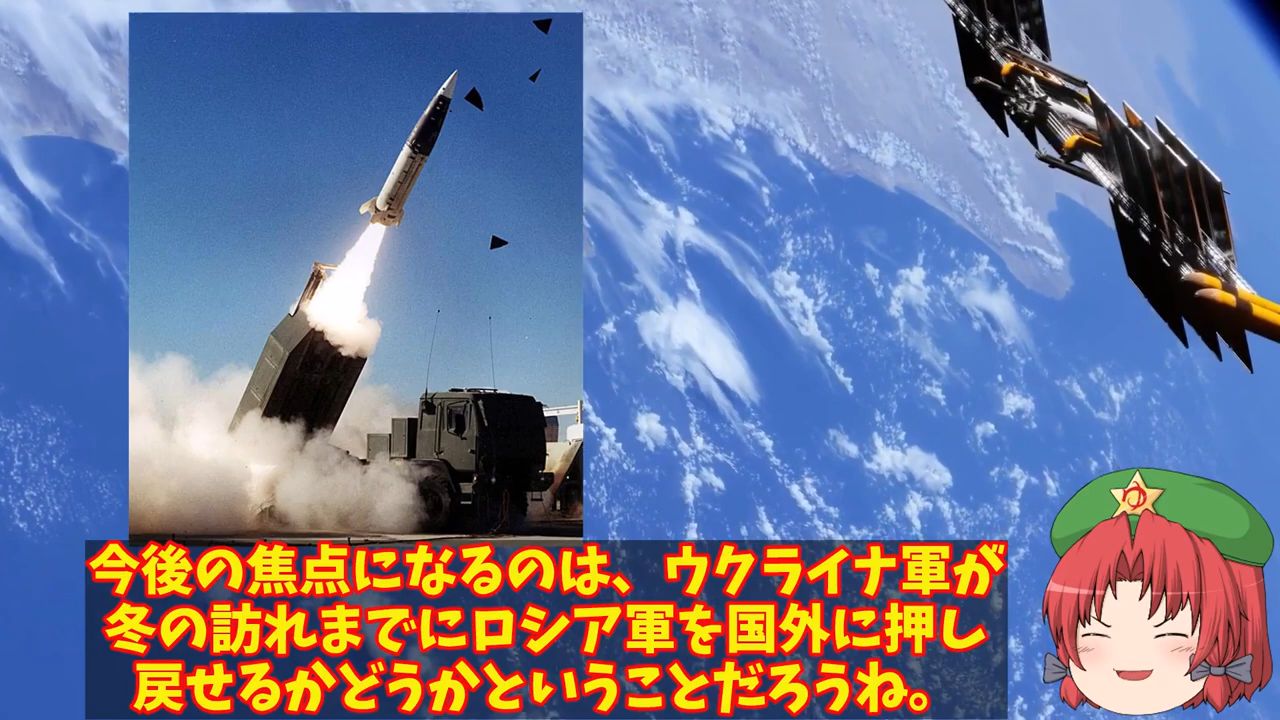 今後の焦点になるのは、ウクライナ軍が
冬の訪れまでにロシア軍を国外に押し
戻せるかどうかということだろうね。